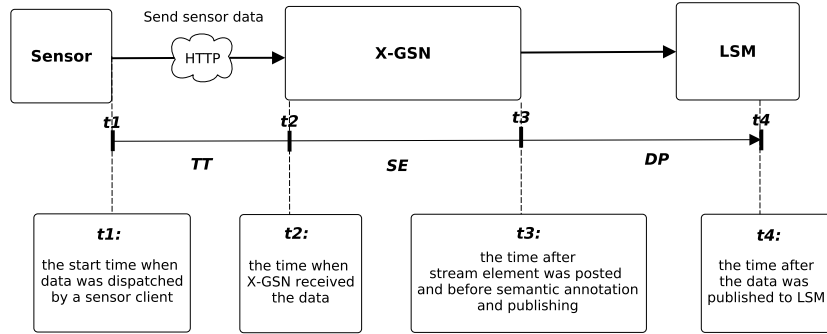 Send sensor data
Sensor
HTTP
X-GSN
LSM
t1
t2
t3
t4
TT
SE
DP
t1:
the start time when
data was dispatched
by a sensor client
t2:
the time when
X-GSN received
the data
t3:
the time after
stream element was posted
and before semantic annotation
and publishing
t4:
the time after
the data was
published to LSM